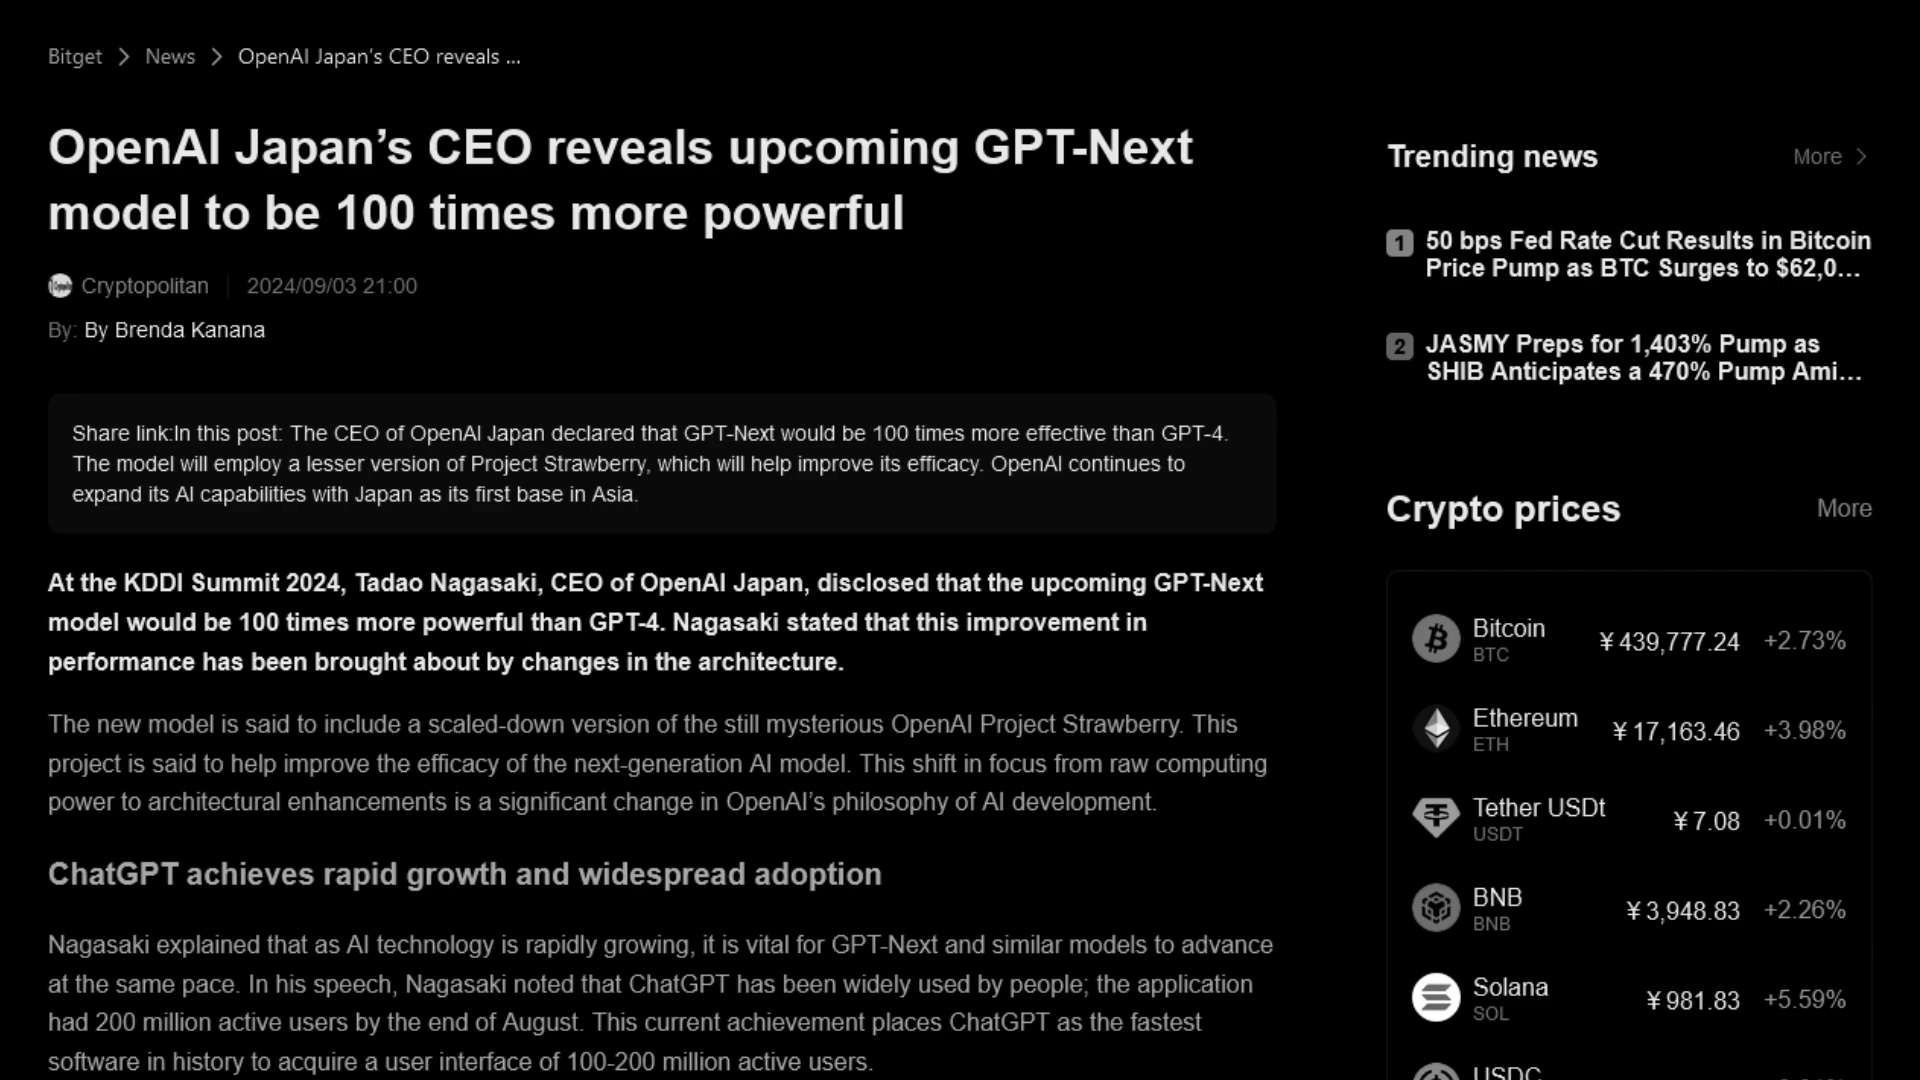 Bitget > News > OpenAI Japan's CEO reveals ...
OpenAI Japan’s CEO reveals upcoming GPT-Next
model to be 100 times more powerful
Cryptopolitan 2024/09/03 21:00
By: By Brenda Kanana
Share link:In this post: The CEO of OpenAI Japan declared that GPT-Next would be 100 times more effective than GPT-4.
The model will employ a lesser version of Project Strawberry, which will help improve its efficacy. OpenAI continues to
expand its AI capabilities with Japan as its first base in Asia.
At the KDDI Summit 2024, Tadao Nagasaki, CEO of OpenAI Japan, disclosed that the upcoming GPT-Next
model would be 100 times more powerful than GPT-4. Nagasaki stated that this improvement in
performance has been brought about by changes in the architecture.
The new model is said to include a scaled-down version of the still mysterious OpenAI Project Strawberry. This
project is said to help improve the efficacy of the next-generation AI model. This shift in focus from raw computing
power to architectural enhancements is a significant change in OpenAI’s philosophy of AI development.
ChatGPT achieves rapid growth and widespread adoption
Nagasaki explained that as AI technology is rapidly growing, it is vital for GPT-Next and similar models to advance
at the same pace. In his speech, Nagasaki noted that ChatGPT has been widely used by people; the application
had 200 million active users by the end of August. This current achievement places ChatGPT as the fastest
software in history to acquire a user interface of 100-200 million active users.
Trending news More >
1 50 bps Fed Rate Cut Results in Bitcoin
Price Pump as BTC Surges to $62,0...
2 JASMY Preps for 1,403% Pump as
SHIB Anticipates a 470% Pump Ami...
Crypto prices More
Bitcoin ¥439,777.24 +2.73%
BTC
Ethereum ¥17,163.46 +3.98%
ETH
Tether USDt ¥7.08 +0.01%
USDT
BNB ¥3,948.83 +2.26%
BNB
Solana ¥981.83 +5.59%
SOL
USDC